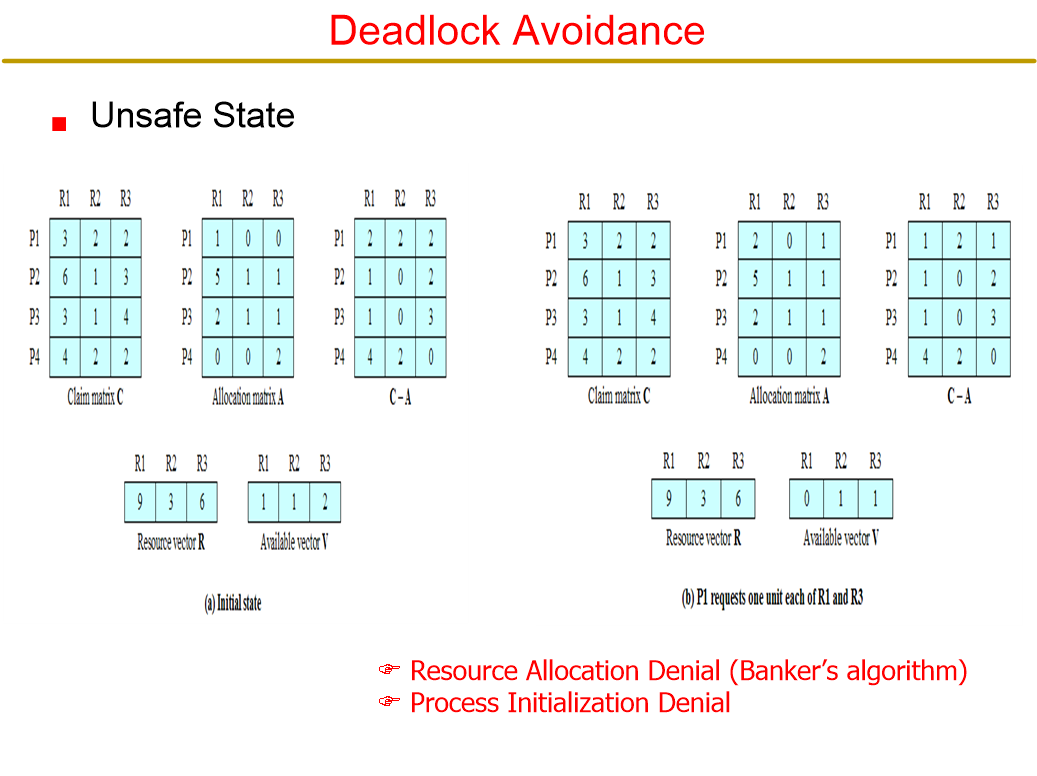 Deadlock Avoidance
Unsafe State
R1 R2 R3
P1 3 2 2
P2 6 1 3
P3 3 1 4
P4 4 2 2
Claim matrix C
R1 R2 R3
P1 1 0 0
P2 5 1 1
P3 2 1 1
P4 0 0 2
Allocation matrix A
R1 R2 R3
P1 2 2 2
P2 1 0 2
P3 1 0 3
P4 4 2 0
C – A
R1 R2 R3
9 3 6
Resource vector R
R1 R2 R3
1 1 2
Available vector V
(a) Initial state
R1 R2 R3
P1 3 2 2
P2 6 1 3
P3 3 1 4
P4 4 2 2
Claim matrix C
R1 R2 R3
P1 2 0 1
P2 5 1 1
P3 2 1 1
P4 0 0 2
Allocation matrix A
R1 R2 R3
P1 1 2 1
P2 1 0 2
P3 1 0 3
P4 4 2 0
C – A
R1 R2 R3
9 3 6
Resource vector R
R1 R2 R3
0 1 1
Available vector V
(b) P1 requests one unit each of R1 and R3
Resource Allocation Denial (Banker’s algorithm)
Process Initialization Denial